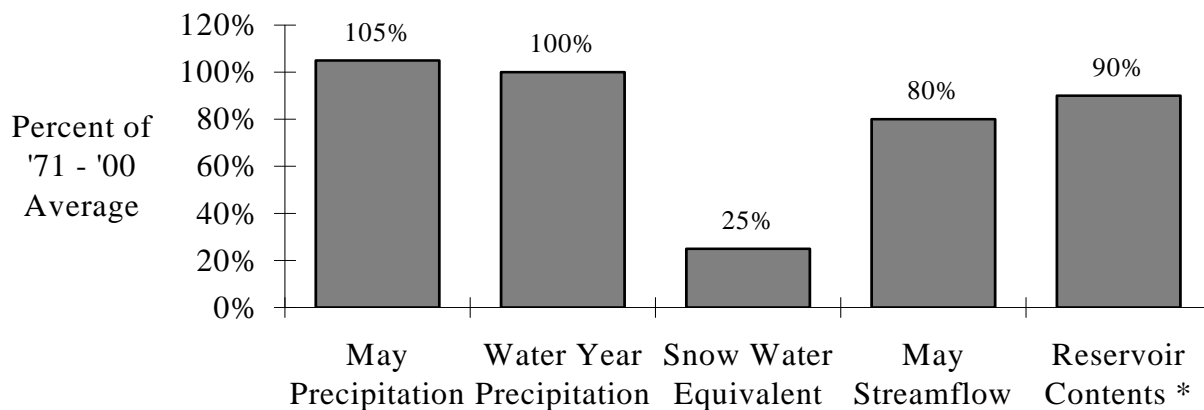 120%
100%
80%
60%
40%
20%
0%
Percent of
'71 - '00
Average
105%
100%
25%
80%
90%
May
Precipitation
Water Year
Precipitation
Snow Water
Equivalent
May
Streamflow
Reservoir
Contents *